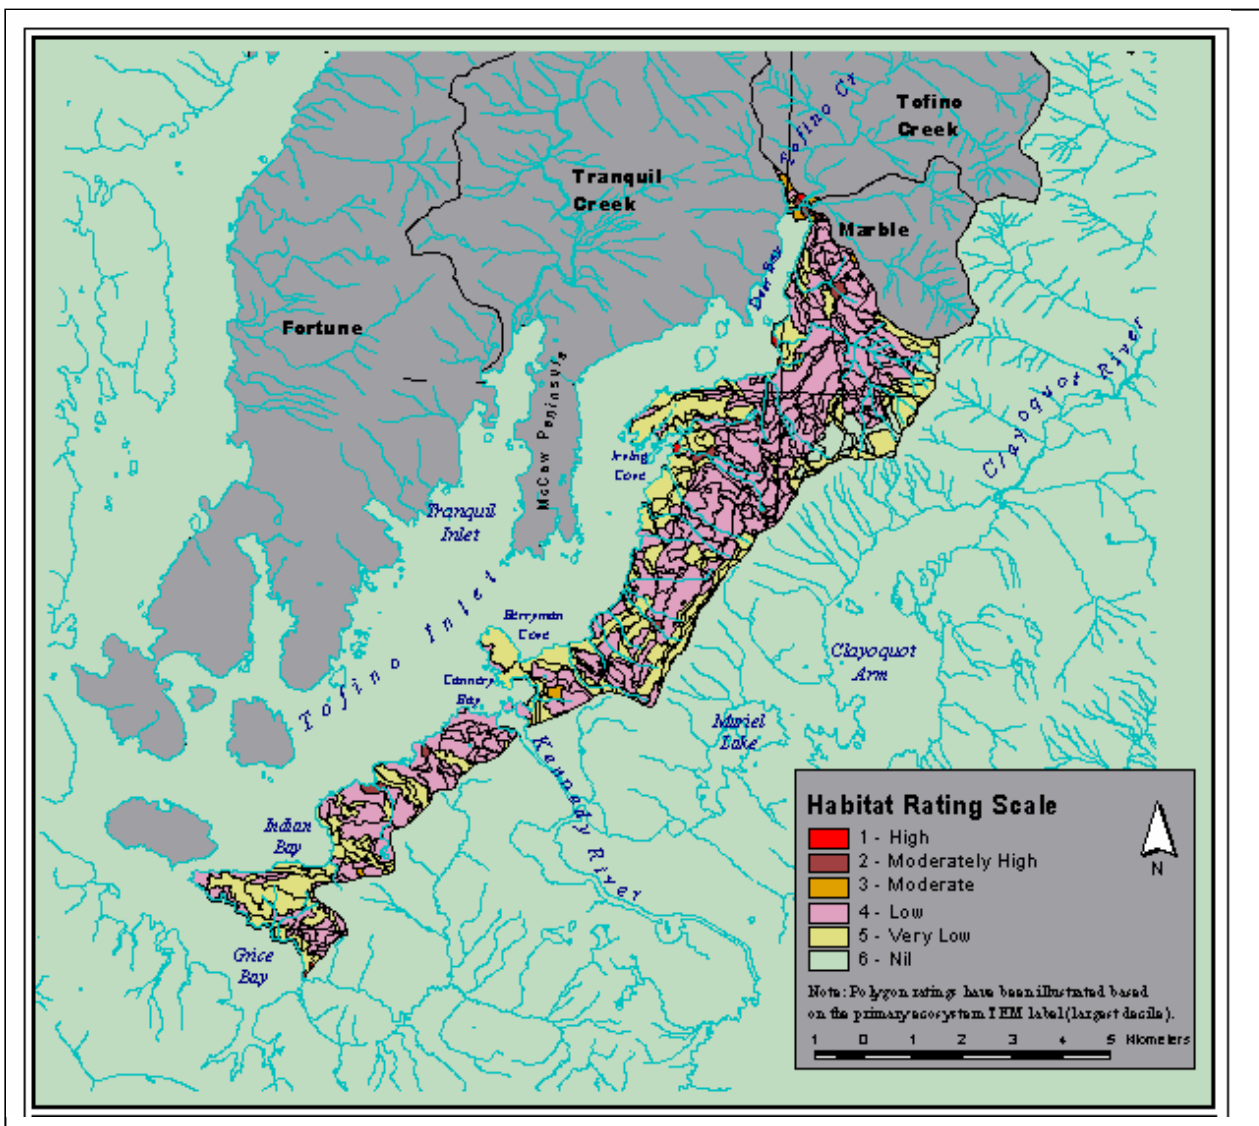 Tofino Cr
Tofino
Creek
Tranquil
Creek
Marble
Deer Bay
Fortune
McCaw Peninsula
Clayoquot River
Irving
Cove
Tranquil
Inlet
Tofino Inlet
Berryman
Cove
Clayoquot
Arm
Cannery
Bay
Muriel
Lake
Kennedy River
Indian
Bay
Grice
Bay
Habitat Rating Scale
1 - High
2 - Moderately High
3 - Moderate
4 - Low
5 - Very Low
6 - Nil
N
Note: Polygon ratings have been illustrated based
on the primary ecosystem TEM label (largest decile).
1 0 1 2 3 4 5 Kilometers